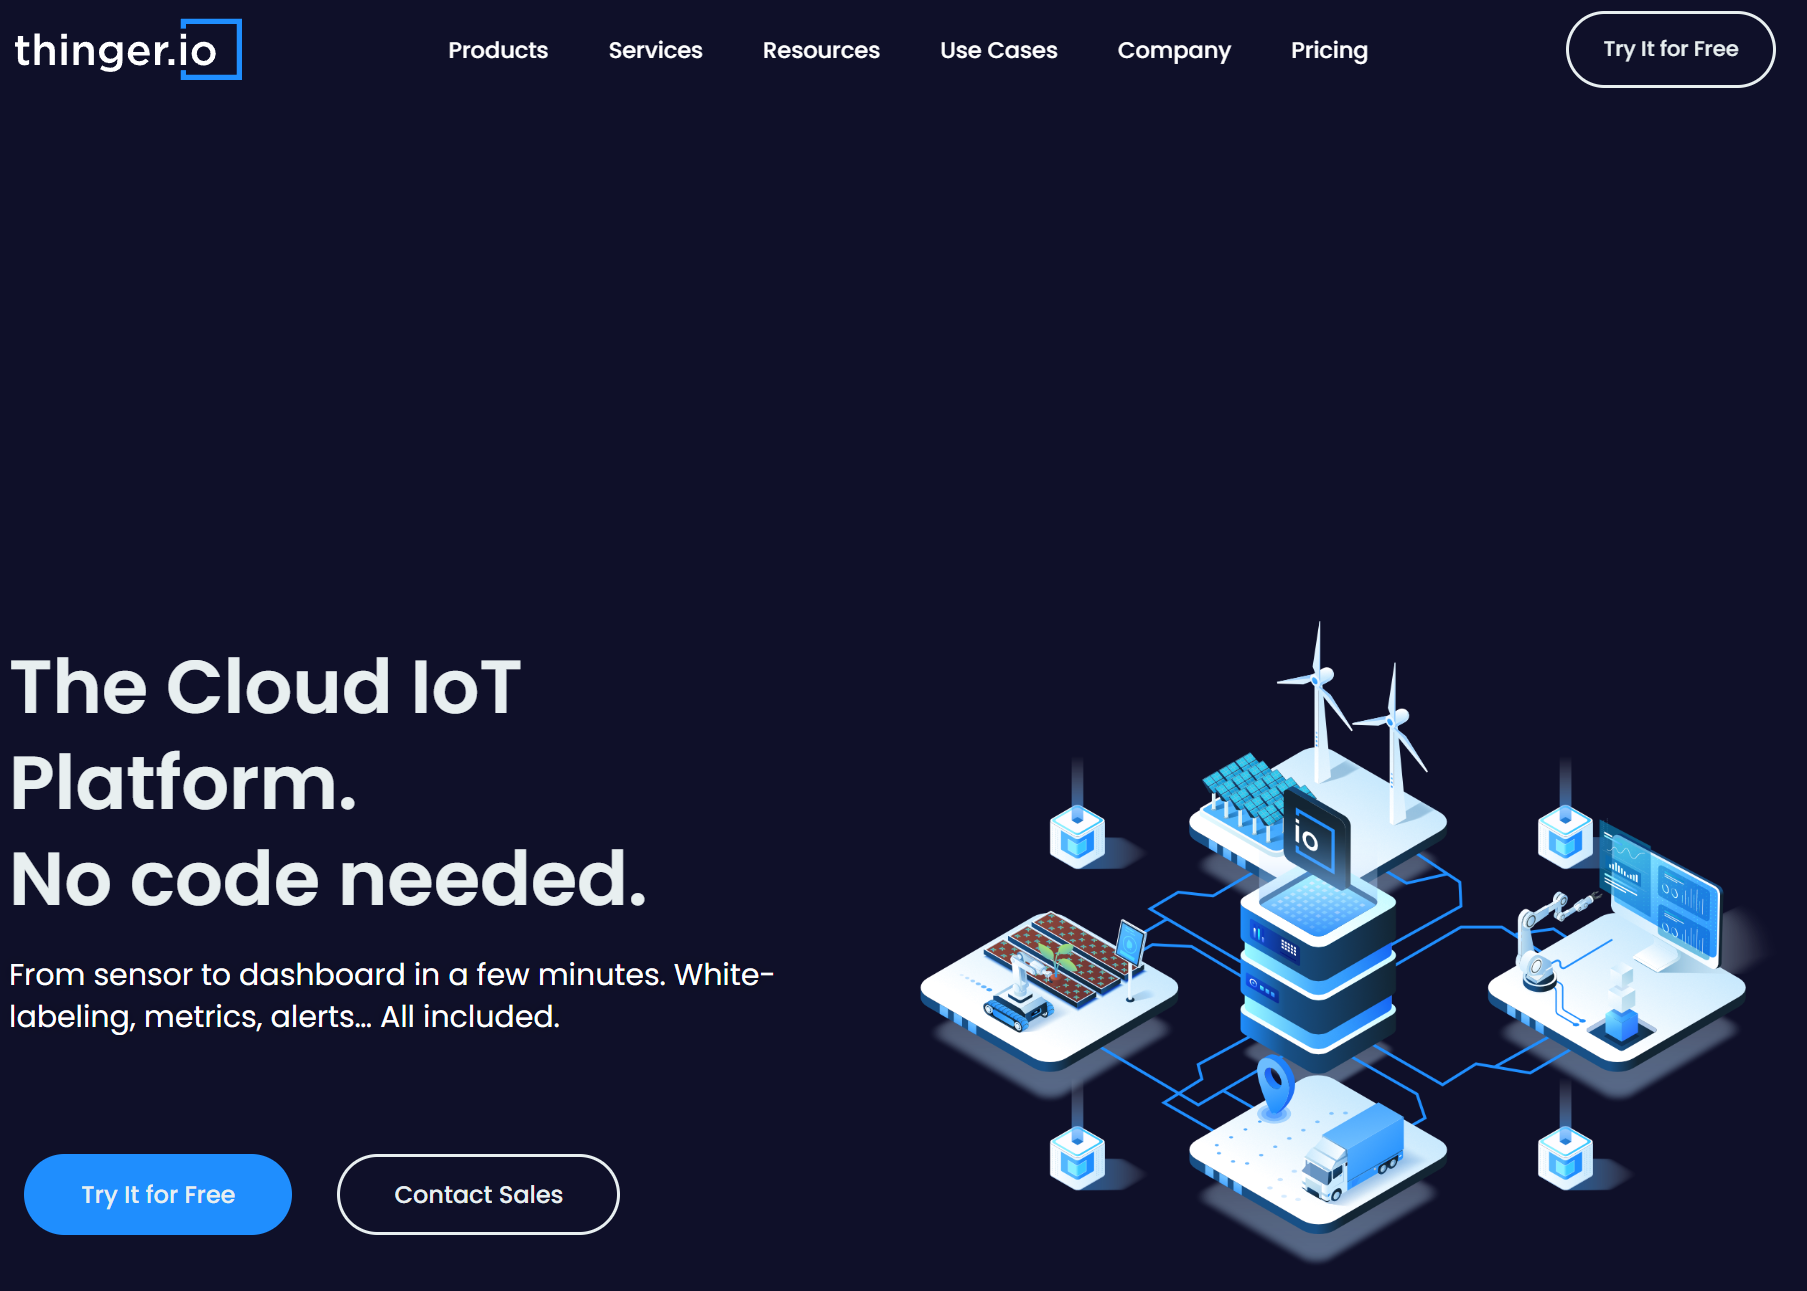 thinger.io
Products Services Resources Use Cases Company Pricing
Try It for Free
The Cloud IoT
Platform.
No code needed.
From sensor to dashboard in a few minutes. White-
labeling, metrics, alerts... All included.
Try It for Free
Contact Sales
io